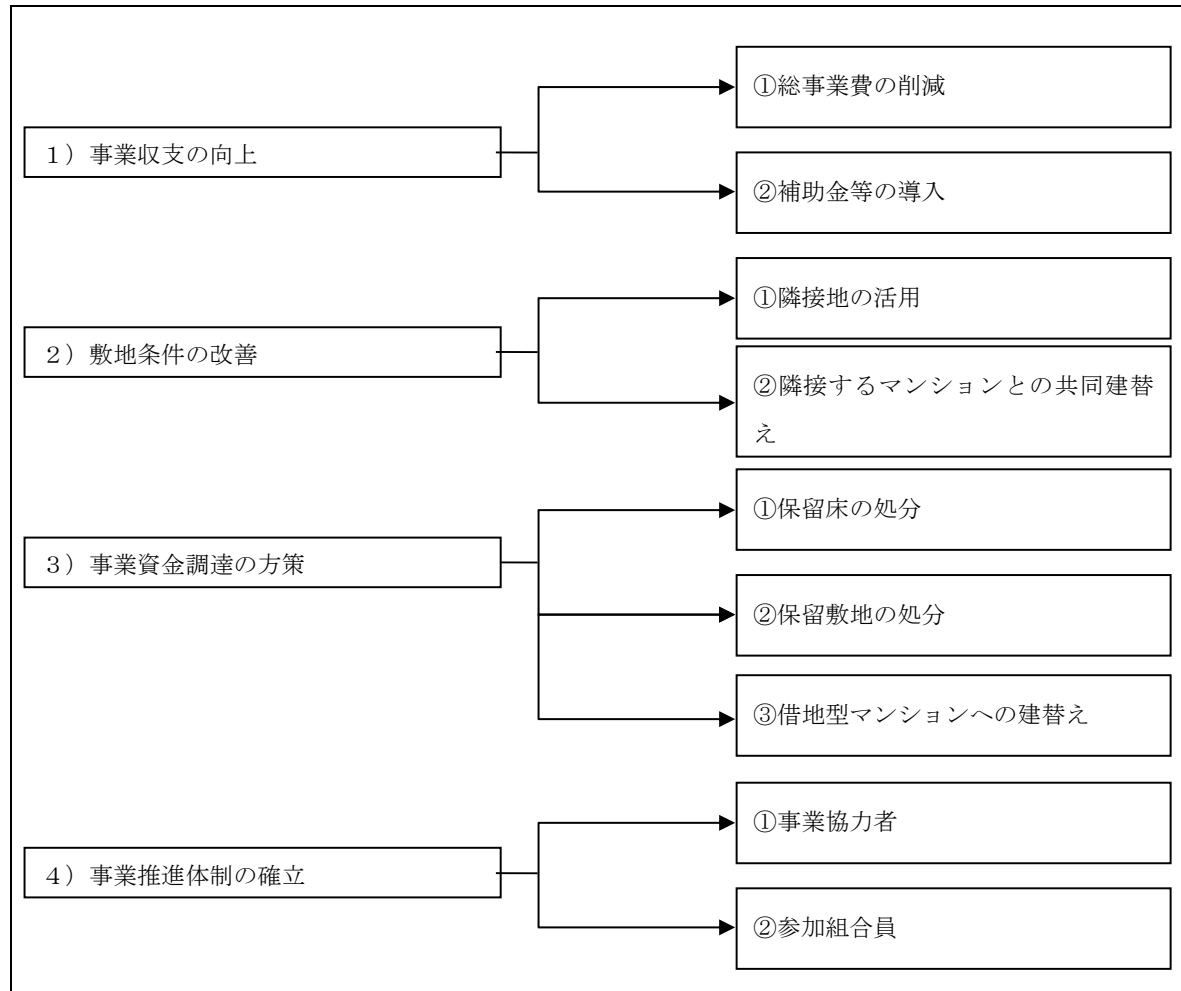 1）事業収支の向上
①総事業費の削減
②補助金等の導入
2）敷地条件の改善
①隣接地の活用
②隣接するマンションとの共同建替
え
3）事業資金調達の方策
①保留床の処分
②保留敷地の処分
③借地型マンションへの建替え
4）事業推進体制の確立
①事業協力者
②参加組合員